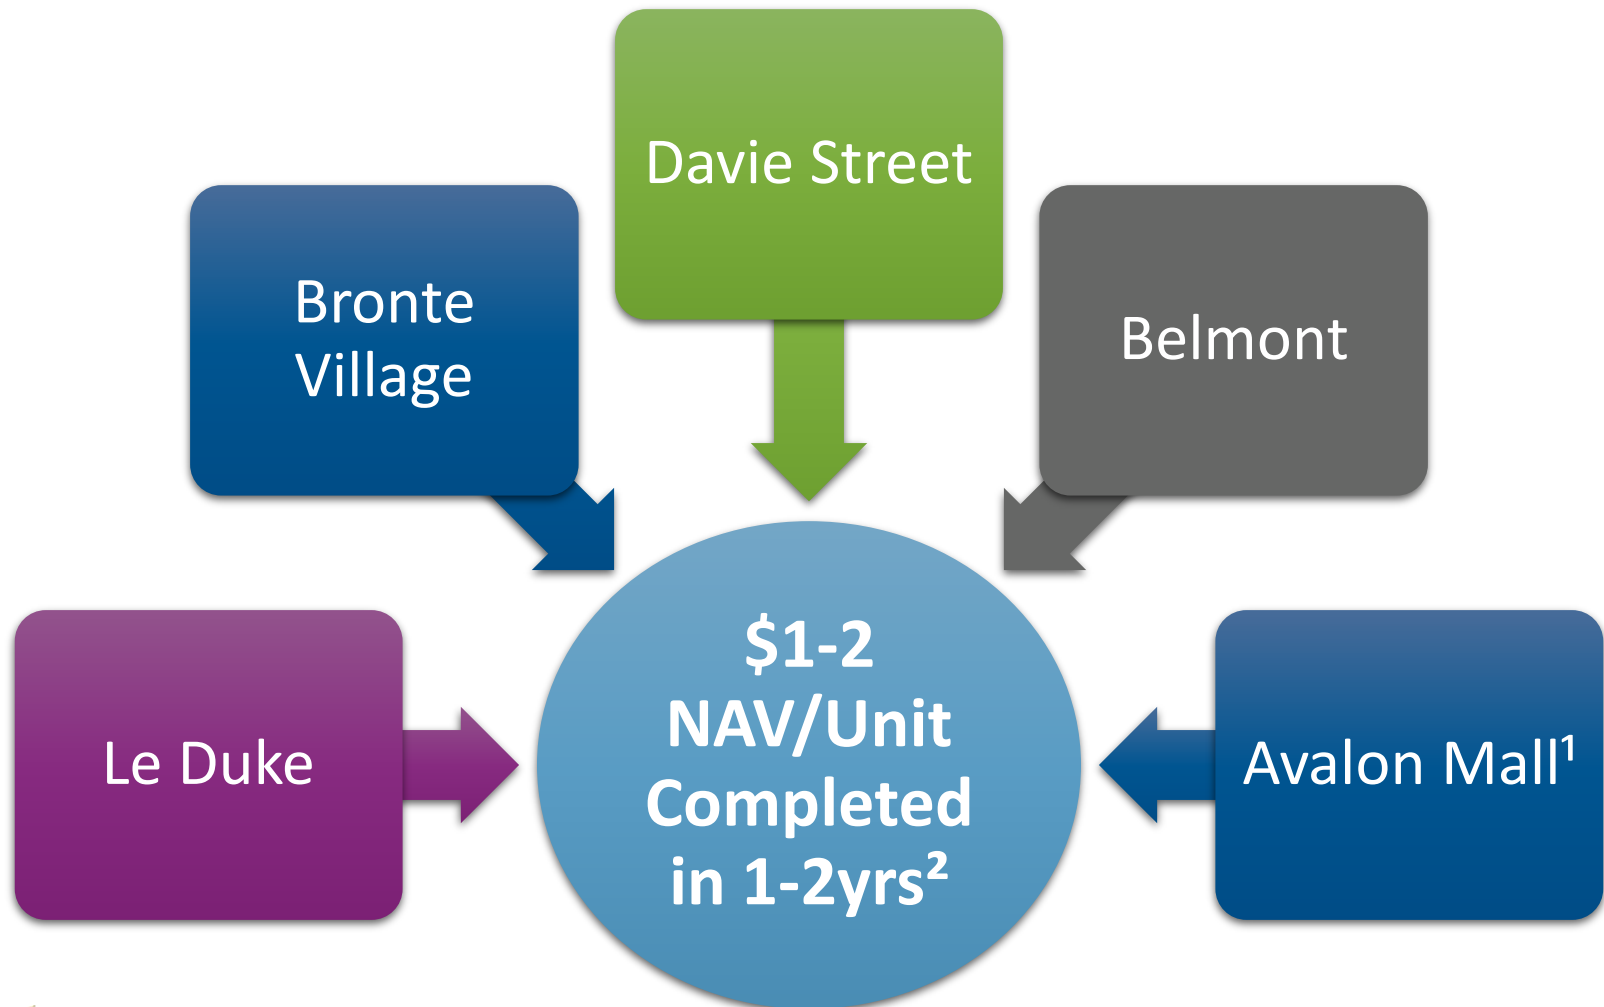 Davie Street
Bronte
Village
Belmont
$1-2
NAV/Unit
Completed
in 1-2yrs²
Le Duke
Avalon Mall¹